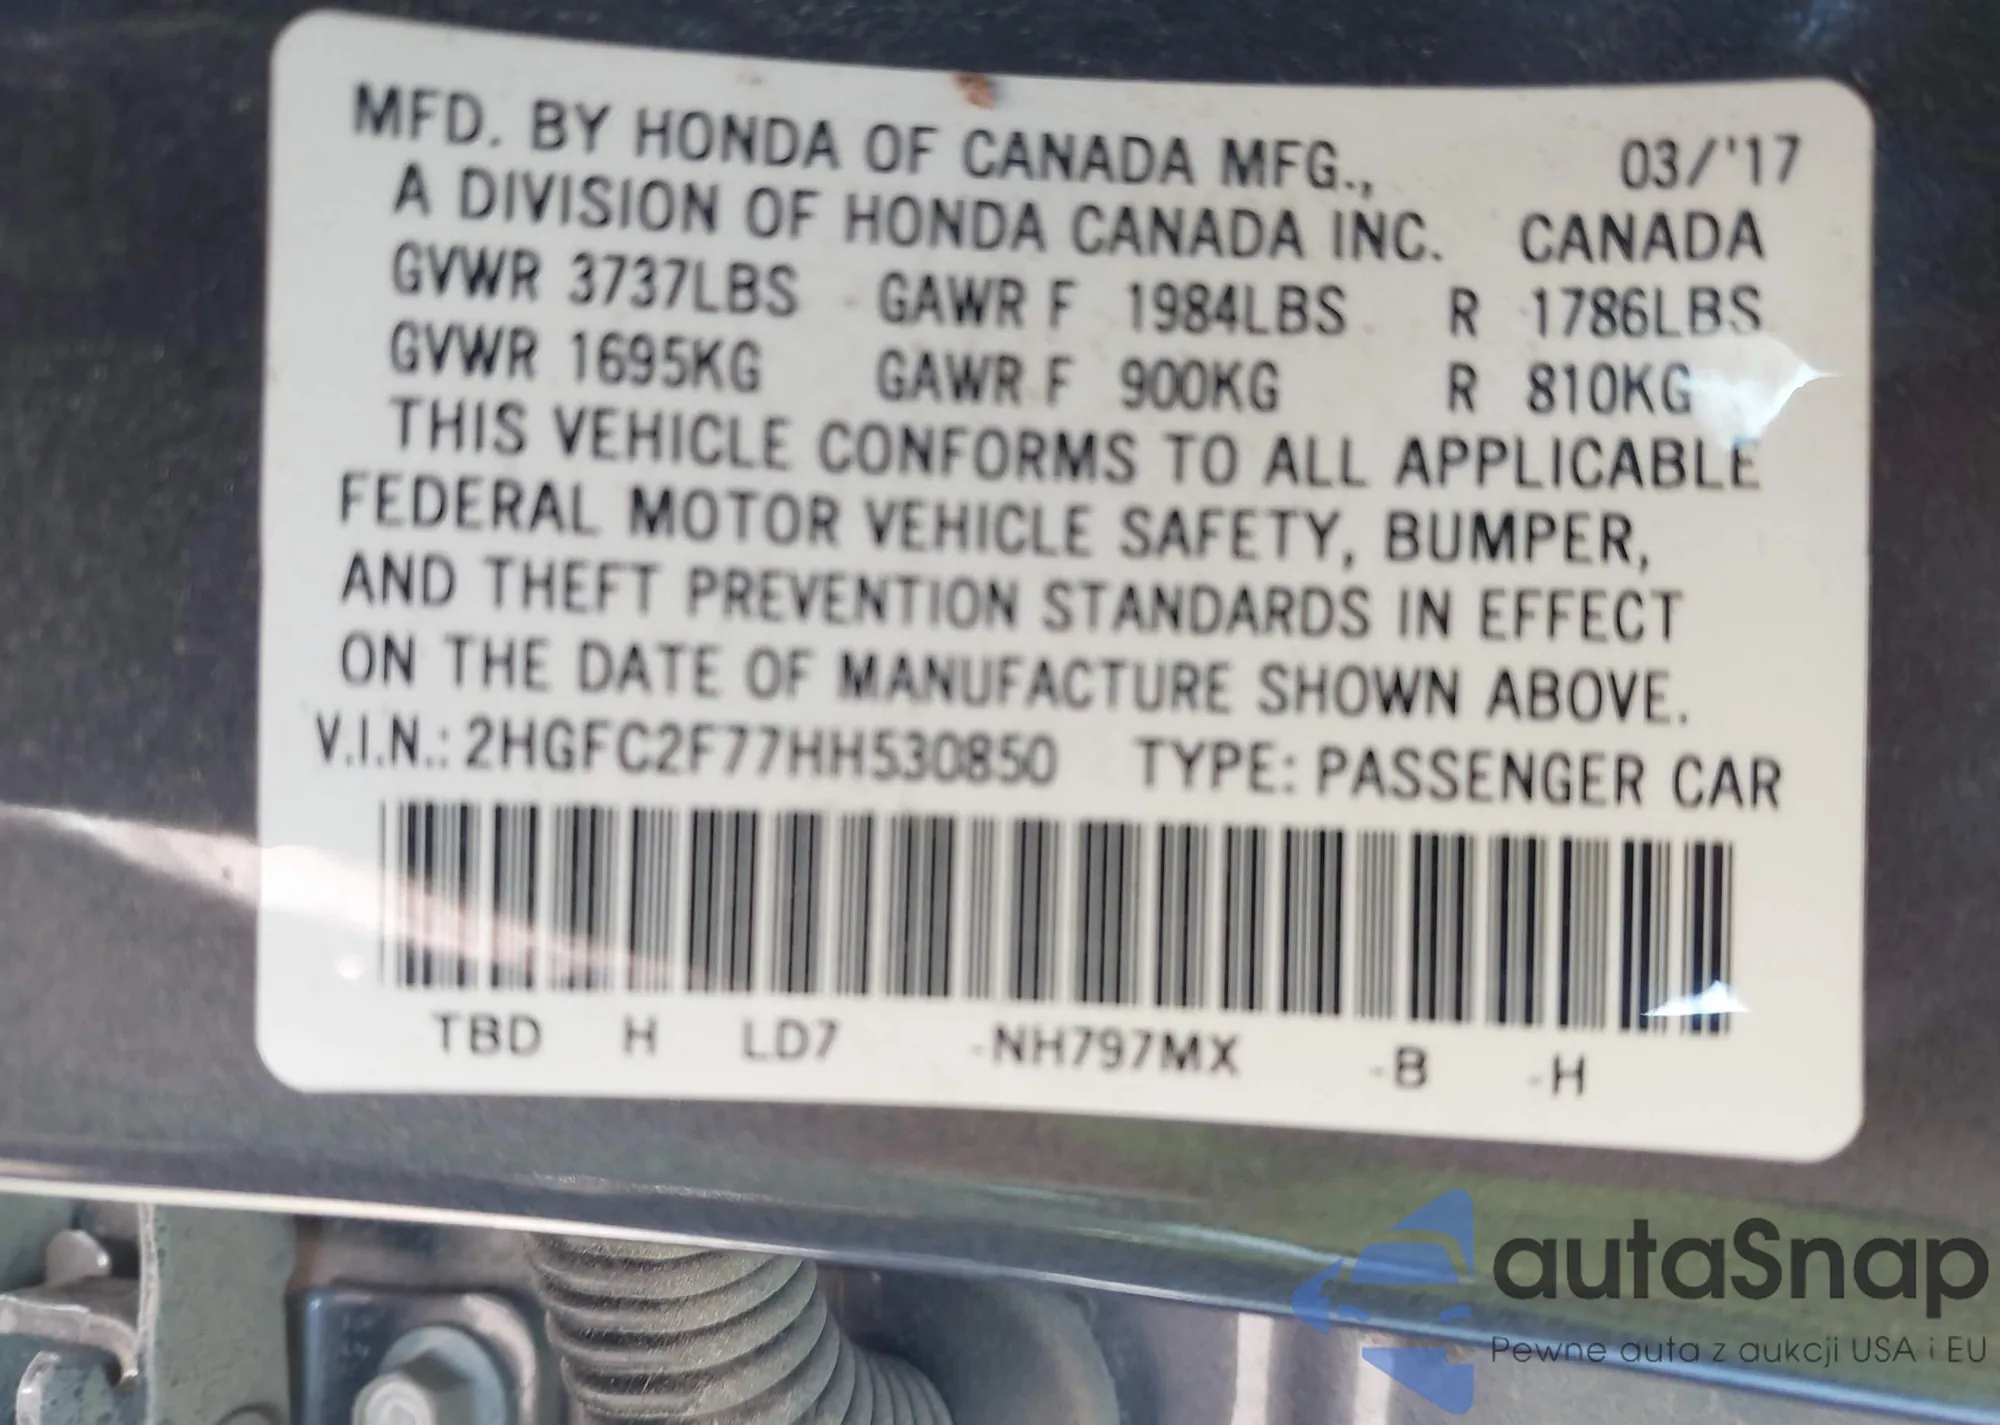 MFD. BY HONDA OF CANADA MFG., 03/'17
A DIVISION OF HONDA CANADA INC. CANADA
GVWR 3737LBS GAWR F 1984LBS R 1786LBS
GVWR 1695KG GAWR F 900KG R 810KG
THIS VEHICLE CONFORMS TO ALL APPLICABLE
FEDERAL MOTOR VEHICLE SAFETY, BUMPER,
AND THEFT PREVENTION STANDARDS IN EFFECT
ON THE DATE OF MANUFACTURE SHOWN ABOVE.
V.I.N.: 2HGFC2F77HH530850 TYPE: PASSENGER CAR
TBD H LD7 -NH797MX -B -H
autaSnap
Pewne auta z aukcji USA i EU